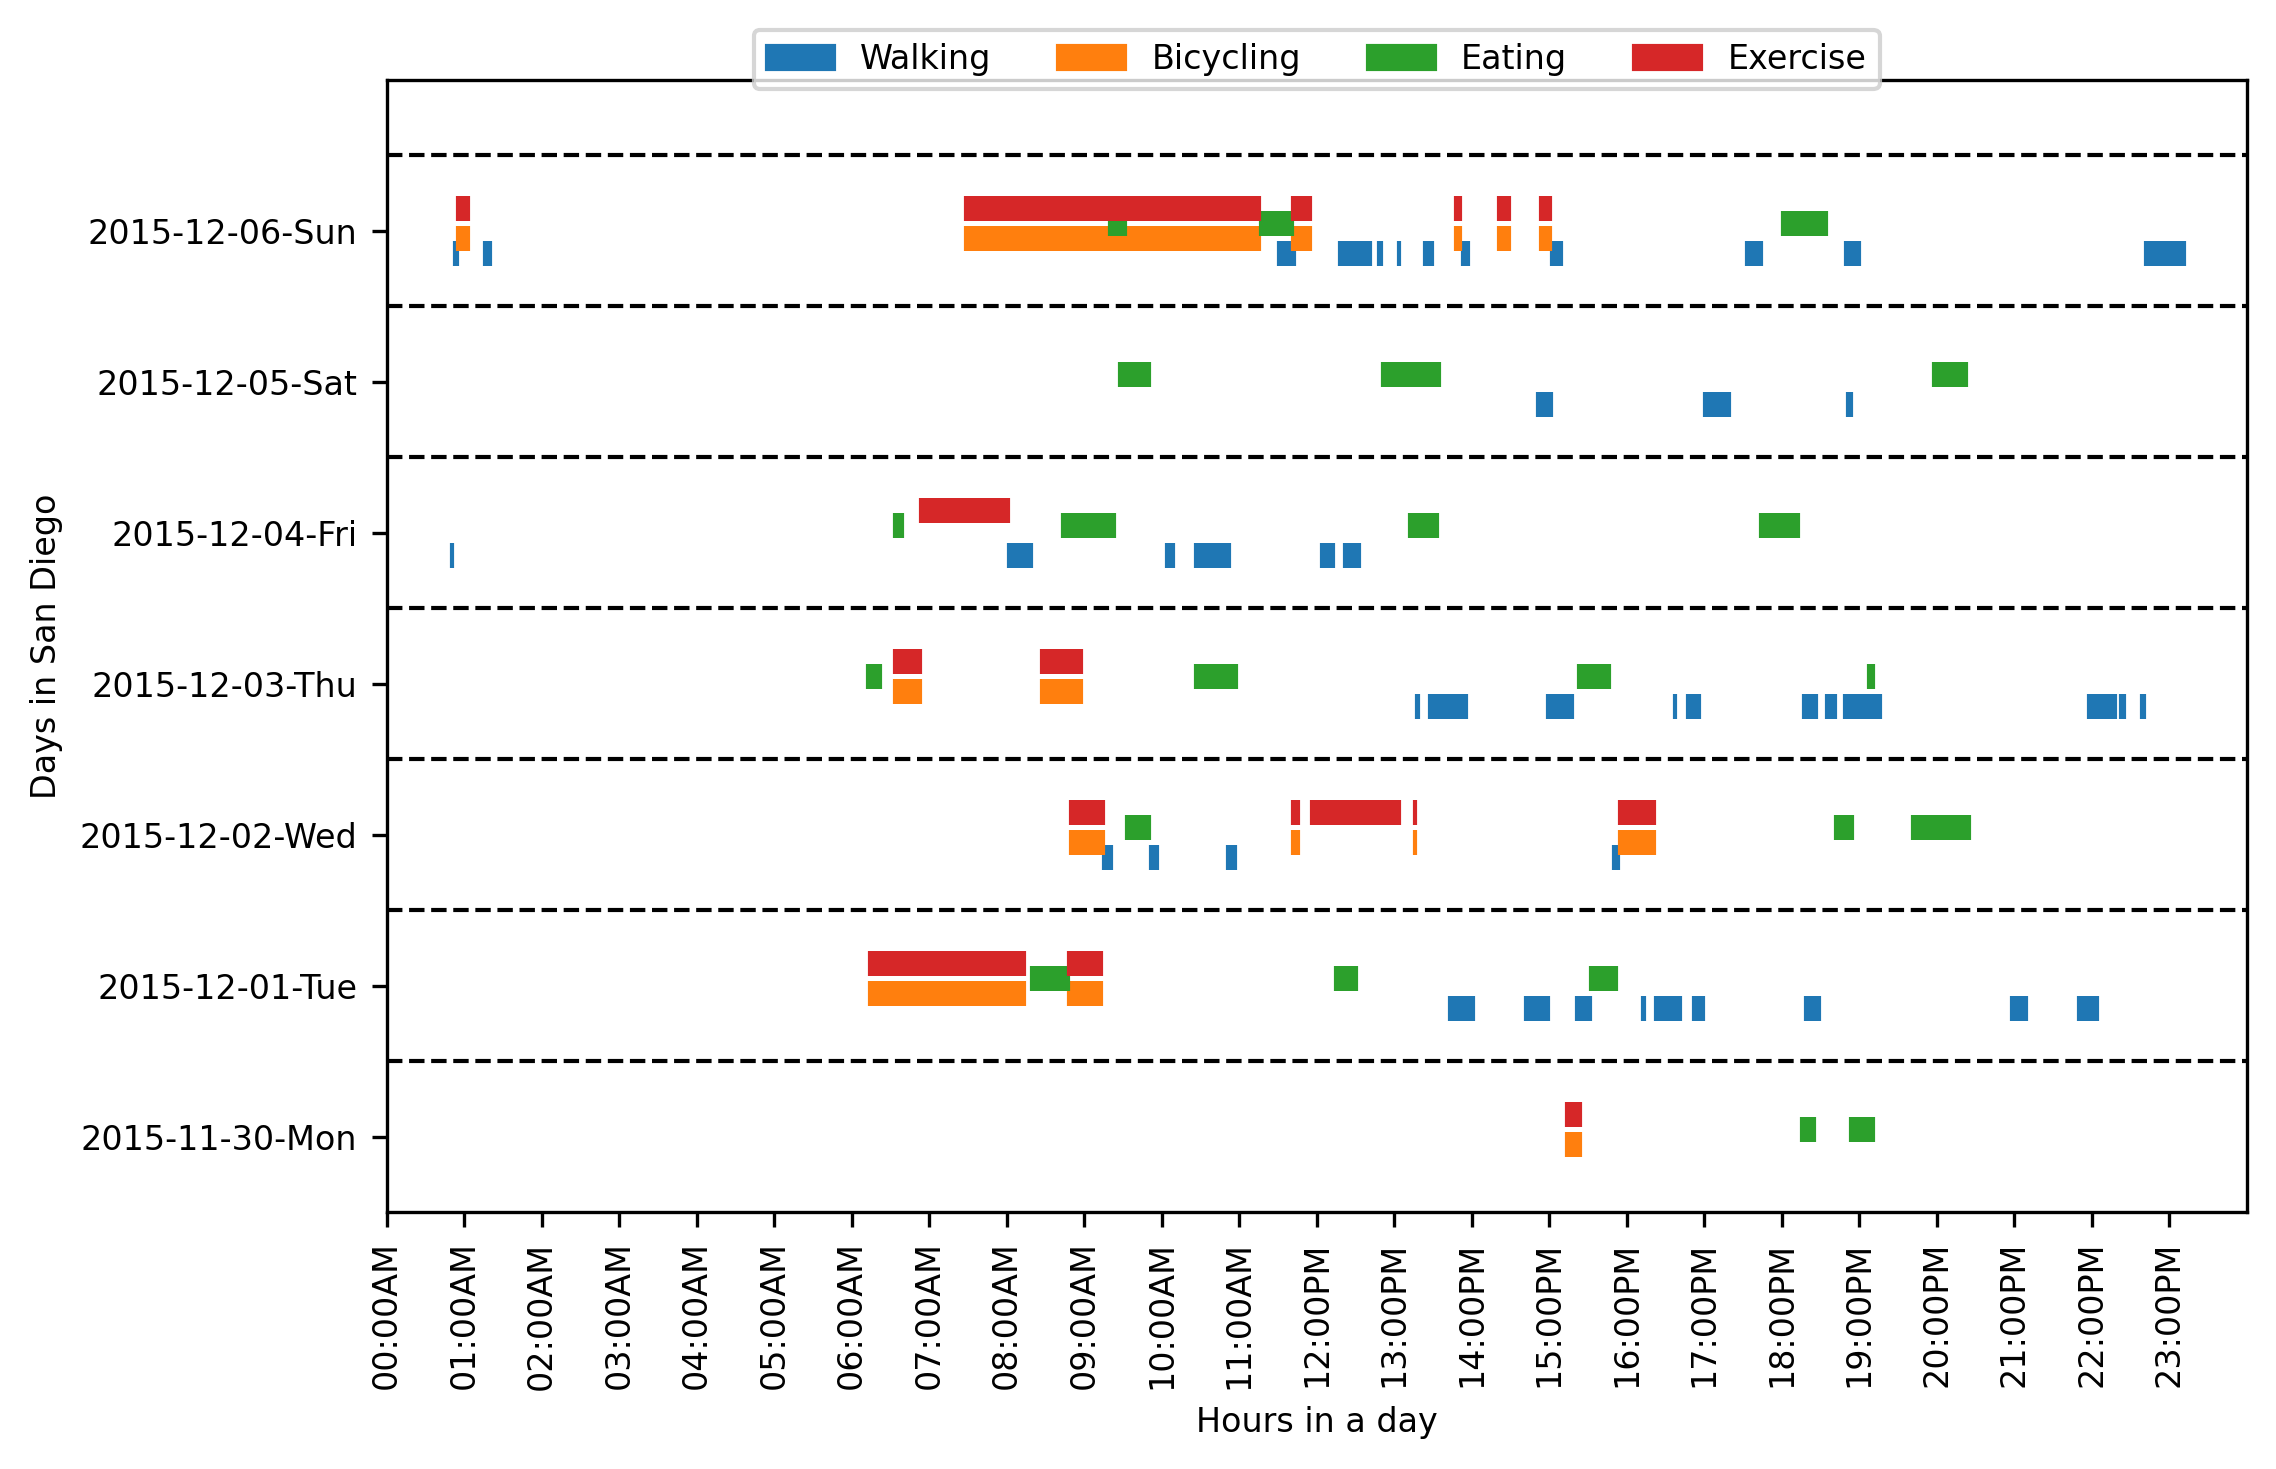 Walking Bicycling Eating Exercise
2015-12-06-Sun
2015-12-05-Sat
2015-12-04-Fri
2015-12-03-Thu
2015-12-02-Wed
2015-12-01-Tue
2015-11-30-Mon
Days in San Diego
00:00AM
01:00AM
02:00AM
03:00AM
04:00AM
05:00AM
06:00AM
07:00AM
08:00AM
09:00AM
10:00AM
11:00AM
12:00PM
13:00PM
14:00PM
15:00PM
16:00PM
17:00PM
18:00PM
19:00PM
20:00PM
21:00PM
22:00PM
23:00PM
Hours in a day